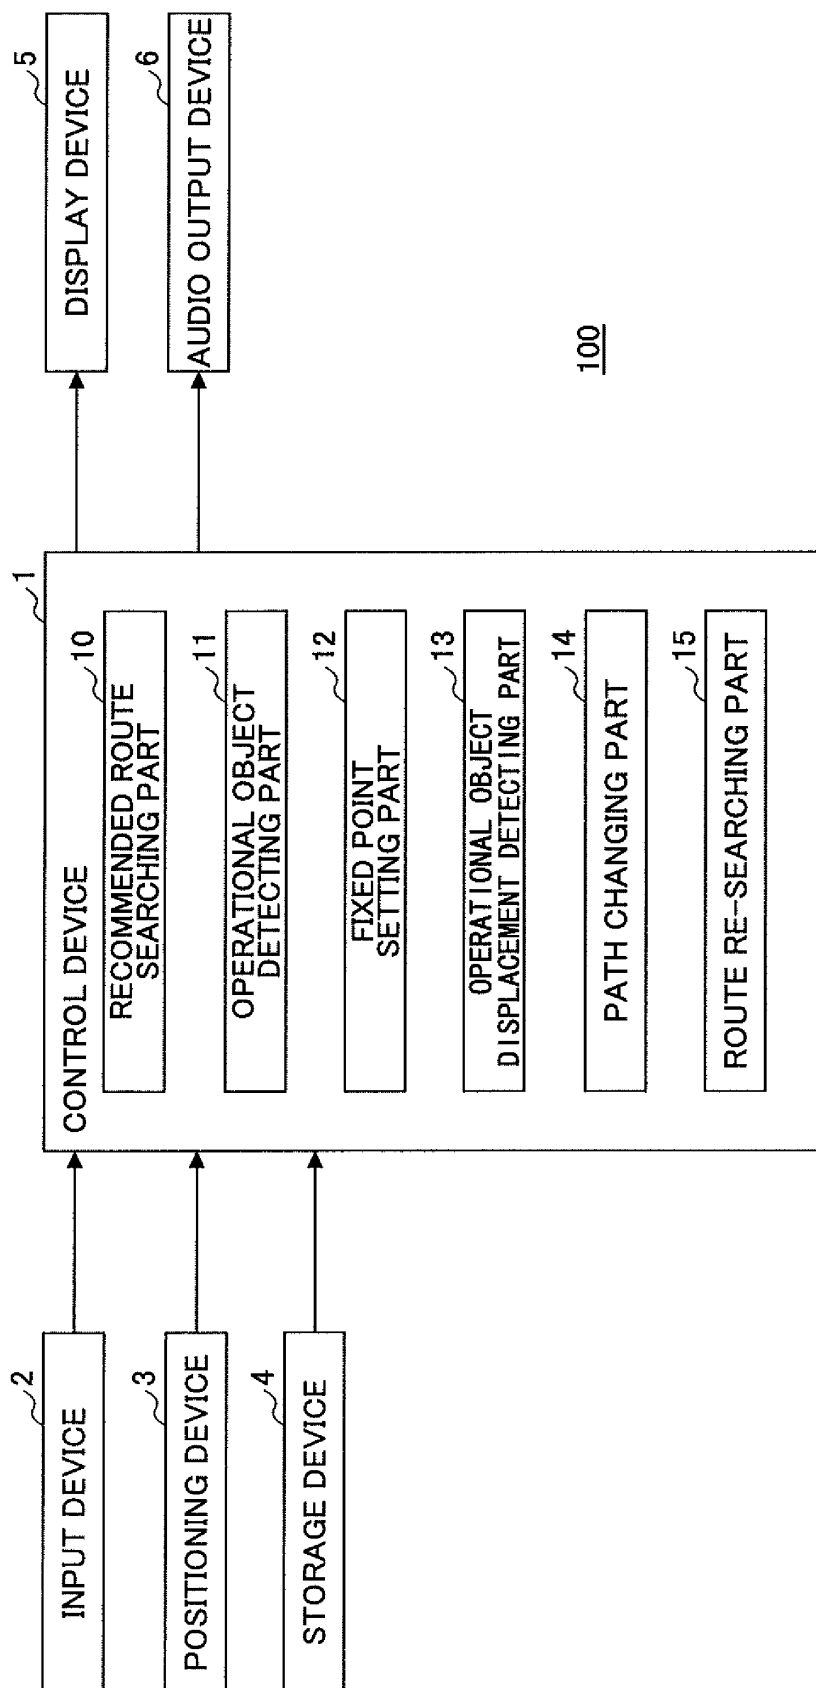 2
INPUT DEVICE
3
POSITIONING DEVICE
4
STORAGE DEVICE
1
CONTROL DEVICE
10
RECOMMENDED ROUTE
SEARCHING PART
11
OPERATIONAL OBJECT
DETECTING PART
12
FIXED POINT
SETTING PART
13
OPERATIONAL OBJECT
DISPLACEMENT DETECTING PART
14
PATH CHANGING PART
15
ROUTE RE-SEARCHING PART
5
DISPLAY DEVICE
6
AUDIO OUTPUT DEVICE
100